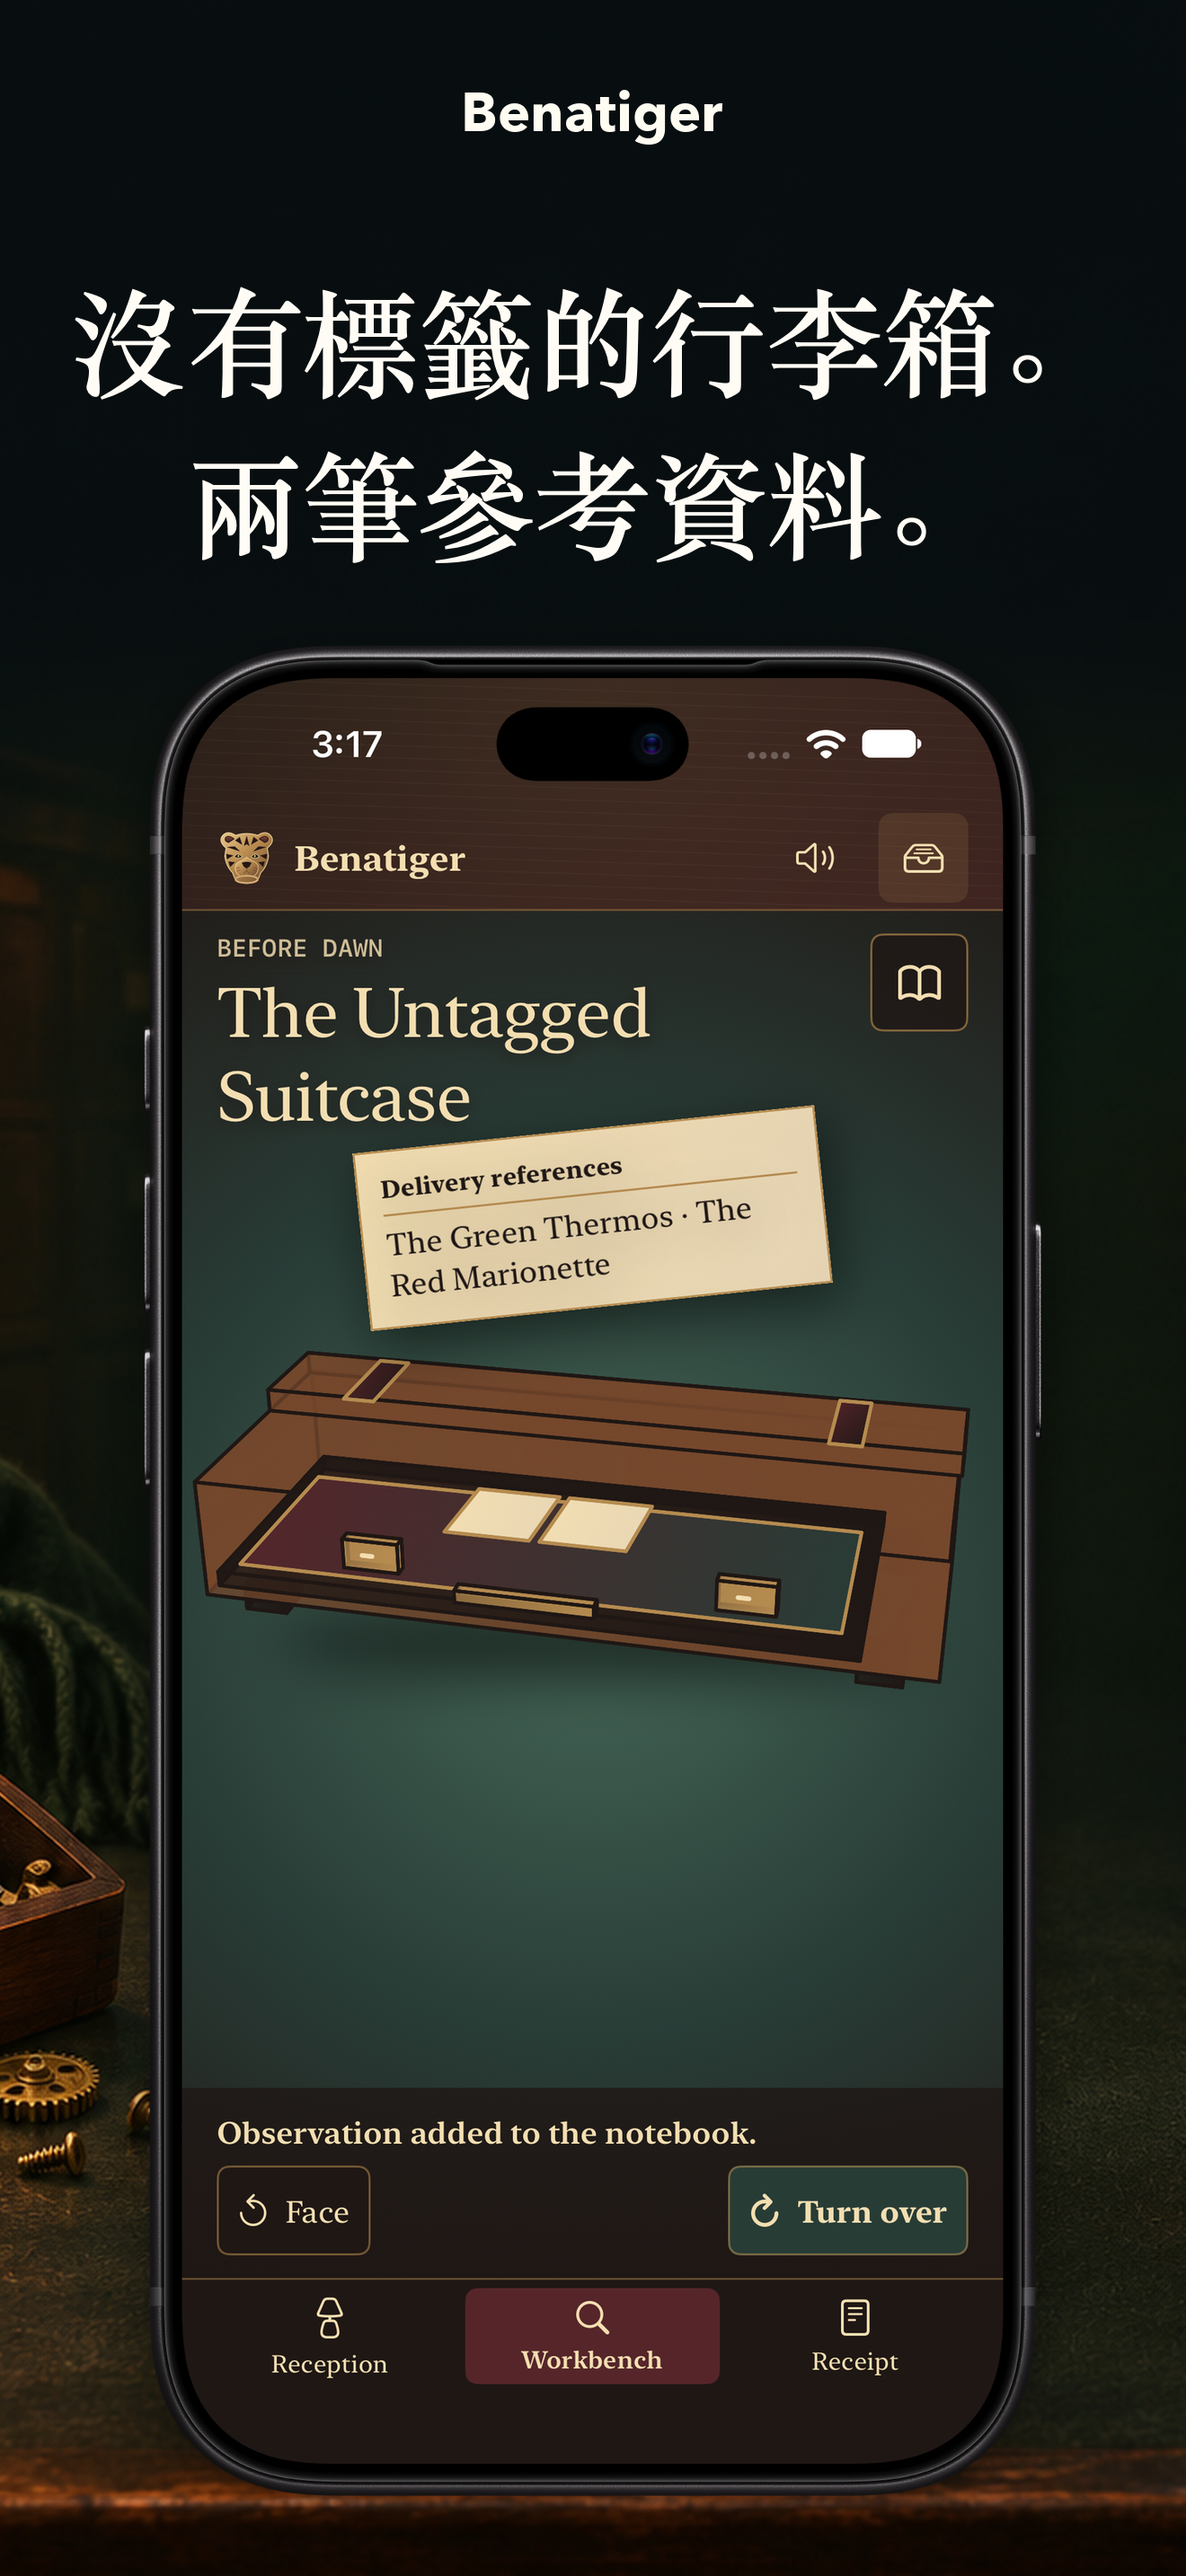 Benatiger
沒有標籤的行李箱。
兩筆參考資料。
3:17
Benatiger
BEFORE DAWN
The Untagged
Suitcase
Delivery references
The Green Thermos · The
Red Marionette
Observation added to the notebook.
Face
Turn over
Reception
Workbench
Receipt